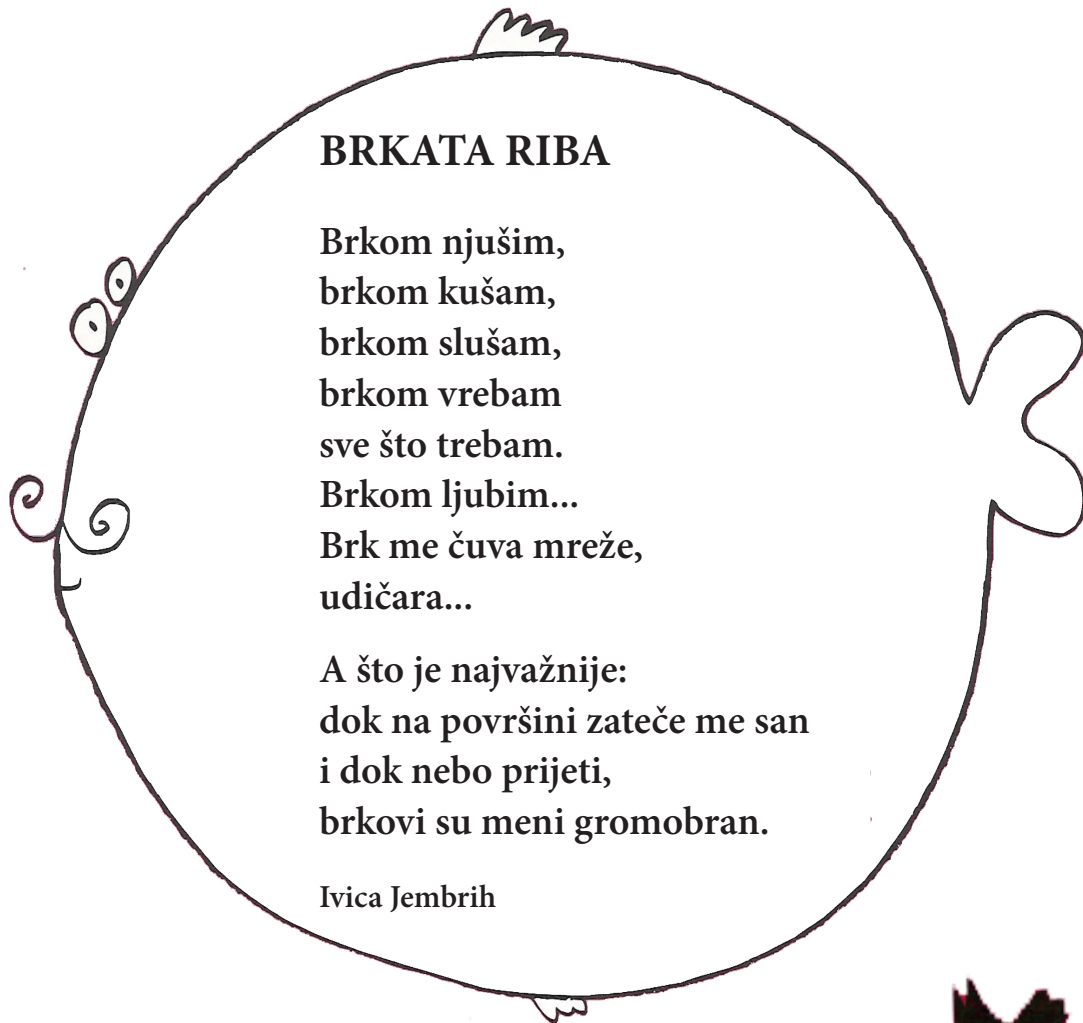 BRKATA RIBA
Brkom njušim,
brkom kušam,
brkom slušam,
brkom vrebam
sve što trebam.
Brkom ljubim...
Brk me čuva mreže,
udičara...
A što je najvažnije:
dok na površini zateče me san
i dok nebo prijeti,
brkovi su meni gromobran.
Ivica Jembrih